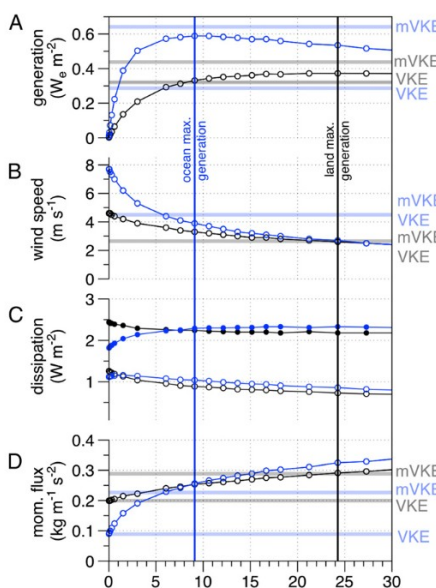 A
generation
(Wₑ m⁻²)
0.6
0.4
0.2
0
mVKE
mVKE
VKE
VKE
ocean max.
generation
land max.
generation
B
wind speed
(m s⁻¹)
8
6
4
2
0
mVKE
VKE
mVKE
VKE
C
dissipation
(W m⁻²)
3
2
1
D
mom. flux
(kg m⁻¹ s⁻²)
0.4
0.3
0.2
0.1
0
mVKE
mVKE
VKE
VKE
0 5 10 15 20 25 30